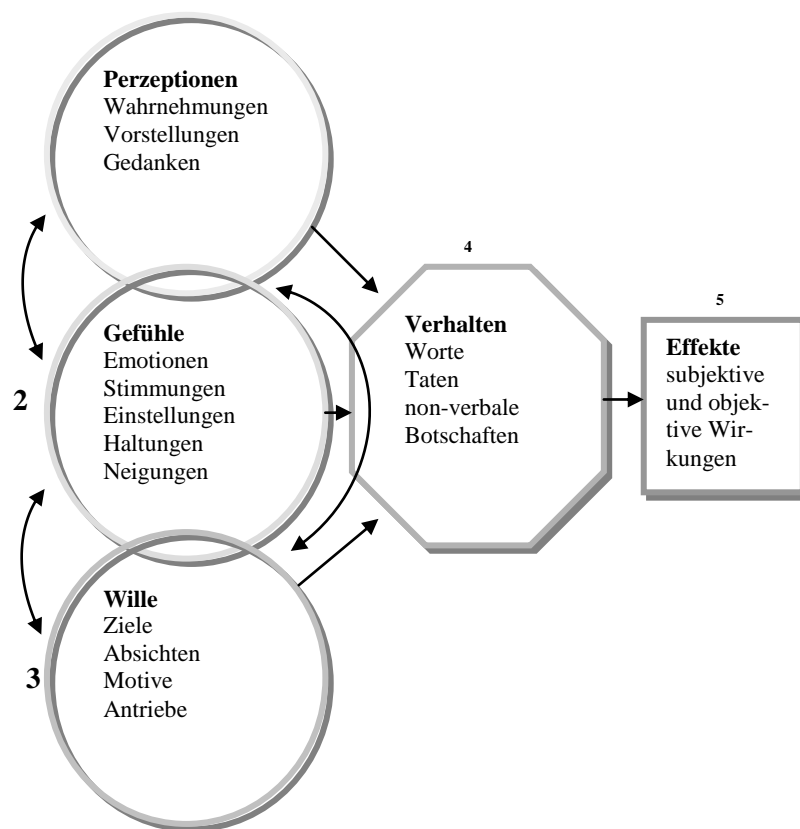 Perzeptionen
Wahrnehmungen
Vorstellungen
Gedanken
2
Gefühle
Emotionen
Stimmungen
Einstellungen
Haltungen
Neigungen
3
Wille
Ziele
Absichten
Motive
Antriebe
4
Verhalten
Worte
Taten
non-verbale
Botschaften
5
Effekte
subjektive
und objek-
tive Wir-
kungen